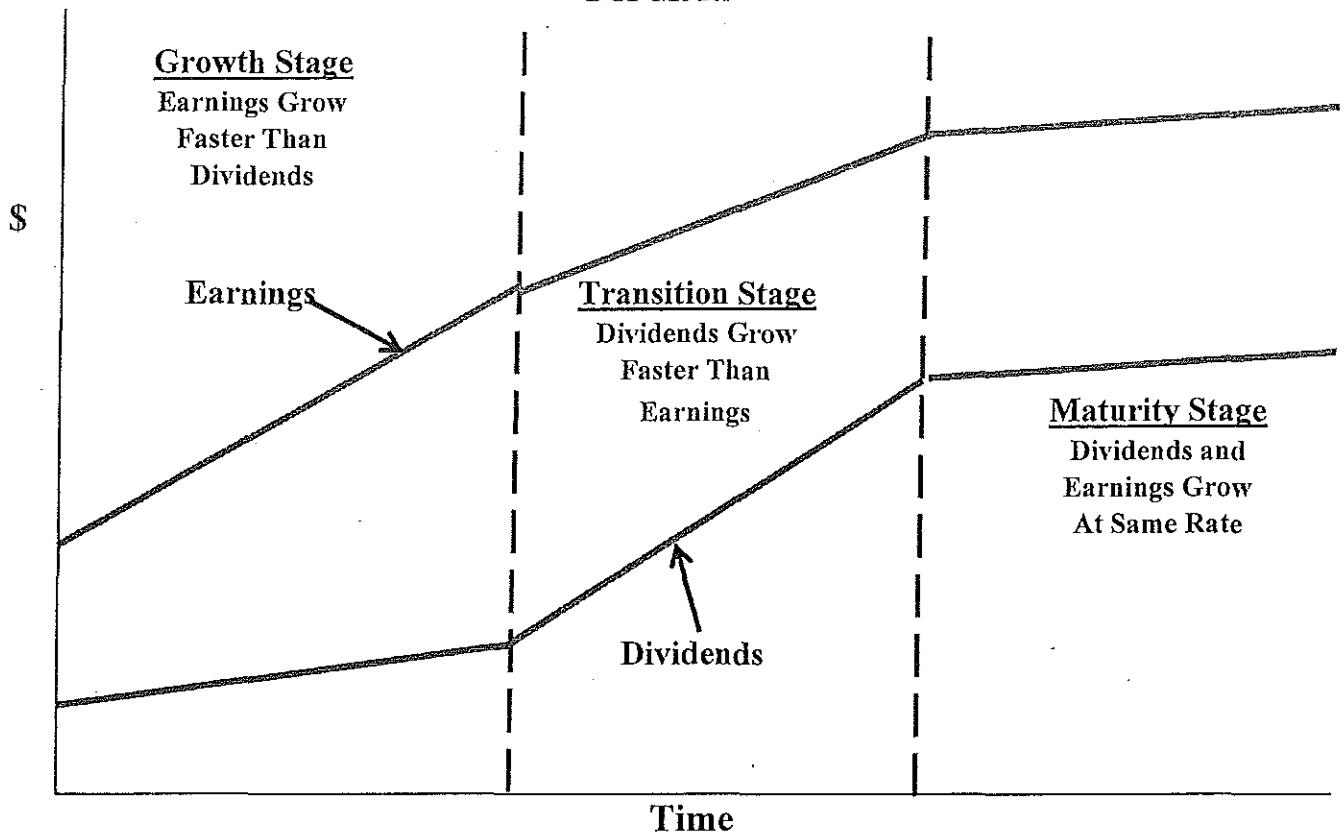 Growth Stage
Earnings Grow
Faster Than
Dividends
$
Earnings
Transition Stage
Dividends Grow
Faster Than
Earnings
Maturity Stage
Dividends and
Earnings Grow
At Same Rate
Dividends
Time